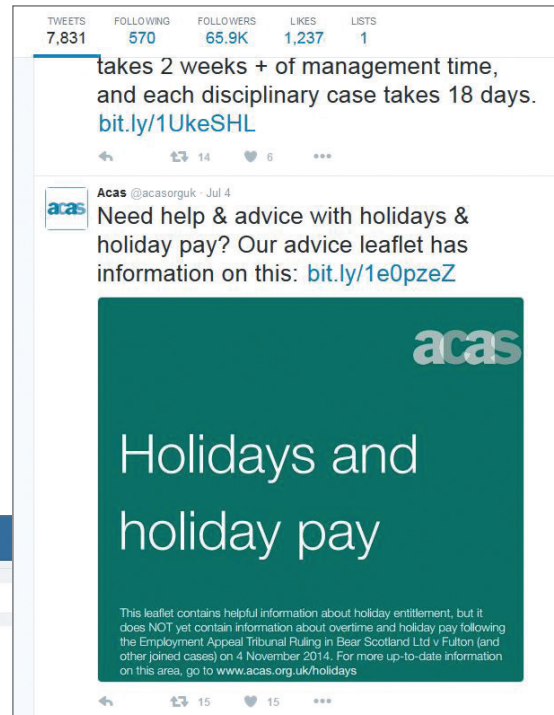 TWEETS FOLLOWING FOLLOWERS LIKES LISTS
7,831 570 65.9K 1,237 1
takes 2 weeks + of management time,
and each disciplinary case takes 18 days.
bit.ly/1UkeSHL
14 6
acas
Acas @acasorguk · Jul 4
Need help & advice with holidays &
holiday pay? Our advice leaflet has
information on this: bit.ly/1e0pzeZ
acas
Holidays and
holiday pay
This leaflet contains helpful information about holiday entitlement, but it
does NOT yet contain information about overtime and holiday pay following
the Employment Appeal Tribunal Ruling in Bear Scotland Ltd v Fulton (and
other joined cases) on 4 November 2014. For more up-to-date information
on this area, go to www.acas.org.uk/holidays
15 15